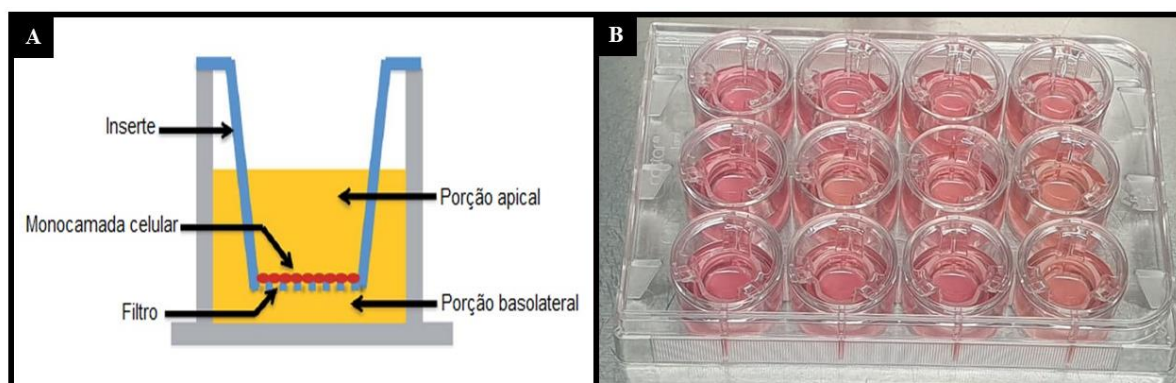 A
Inserte
Monocamada celular
Filtro
Porção apical
Porção basolateral
B